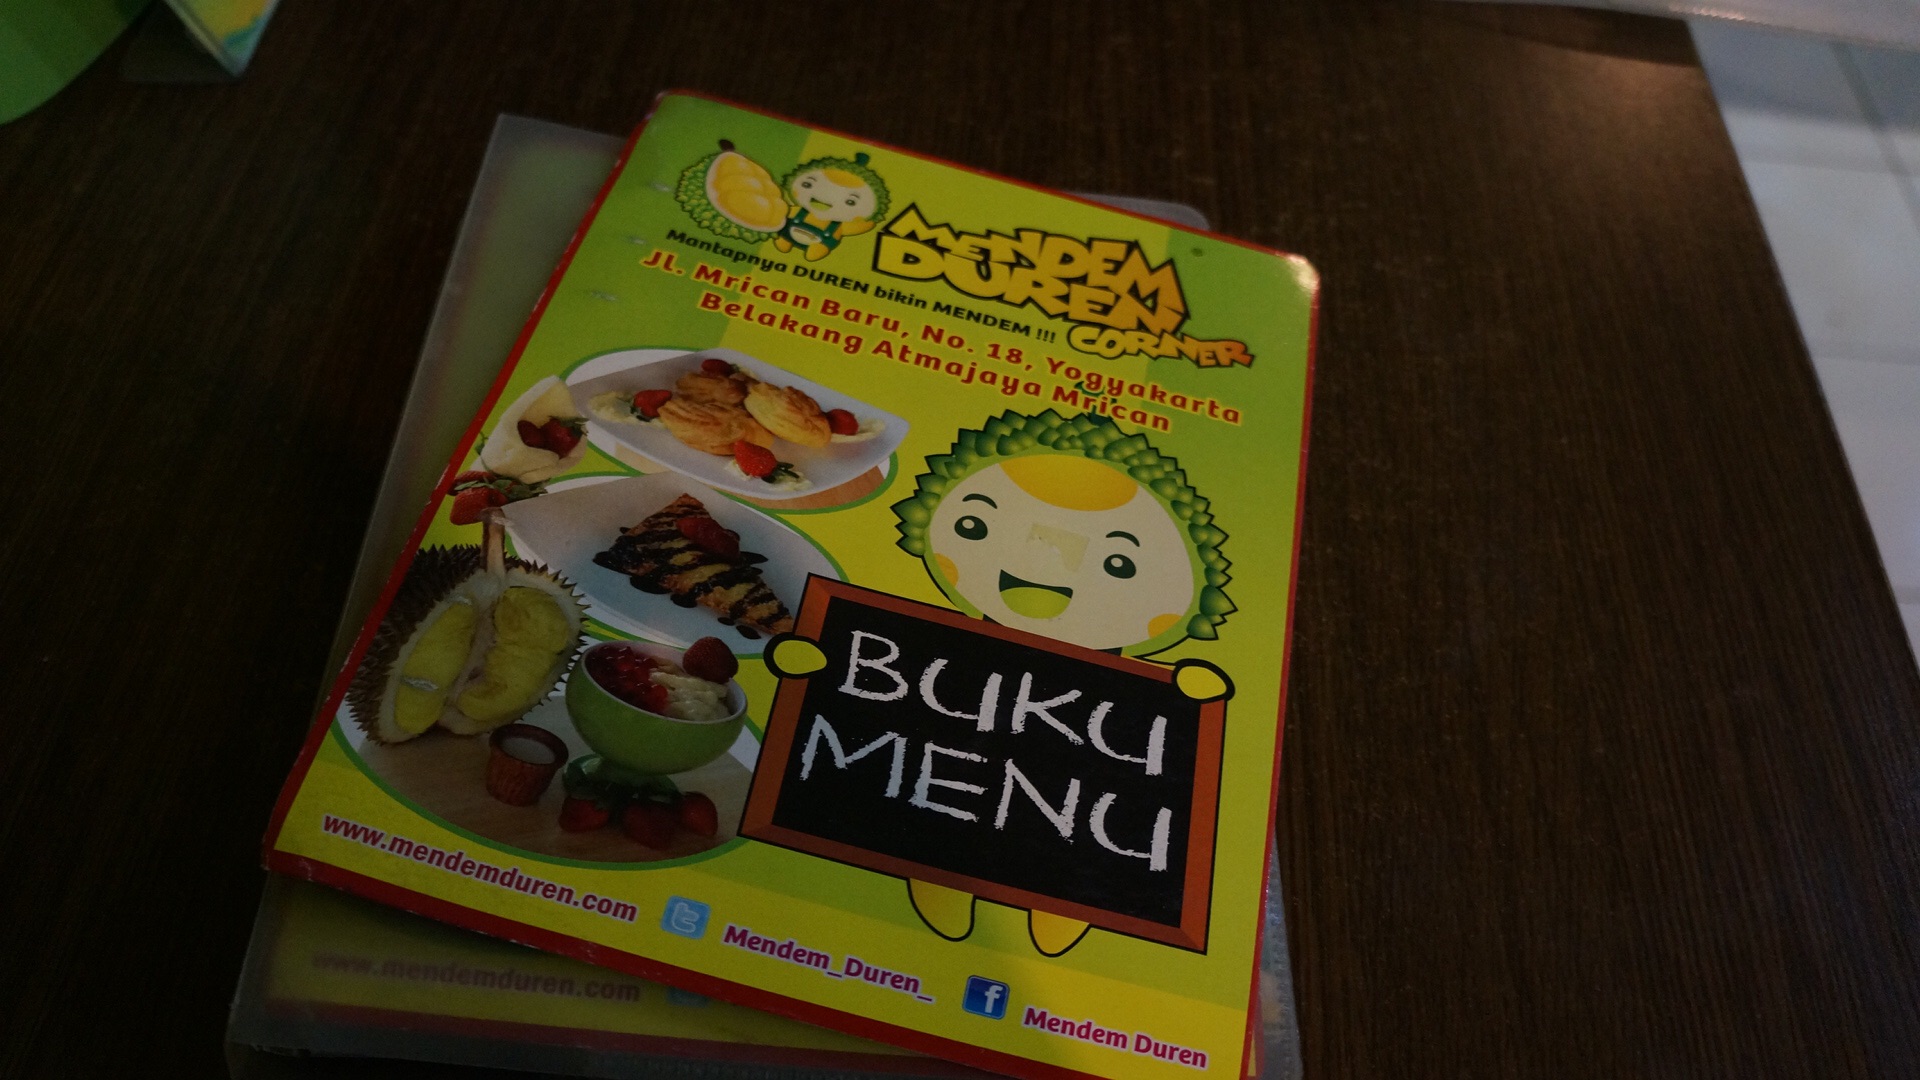 MENDEM
DUREN
CORNER
Mantapnya DUREN bikin MENDEM !!!
Jl. Mrican Baru, No. 18, Yogyakarta
Belakang Atmajaya Mrican
BUKU
MENU
www.mendemduren.com
Mendem_Duren_
Mendem Duren
www.mendemduren.com